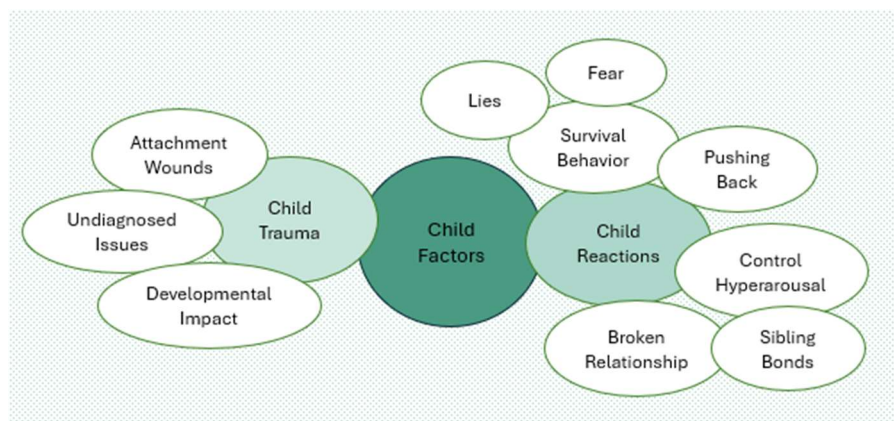 Fear
Lies
Survival
Behavior
Attachment
Wounds
Pushing
Back
Child
Trauma
Undiagnosed
Issues
Child
Factors
Child
Reactions
Control
Hyperarousal
Developmental
Impact
Broken
Relationship
Sibling
Bonds